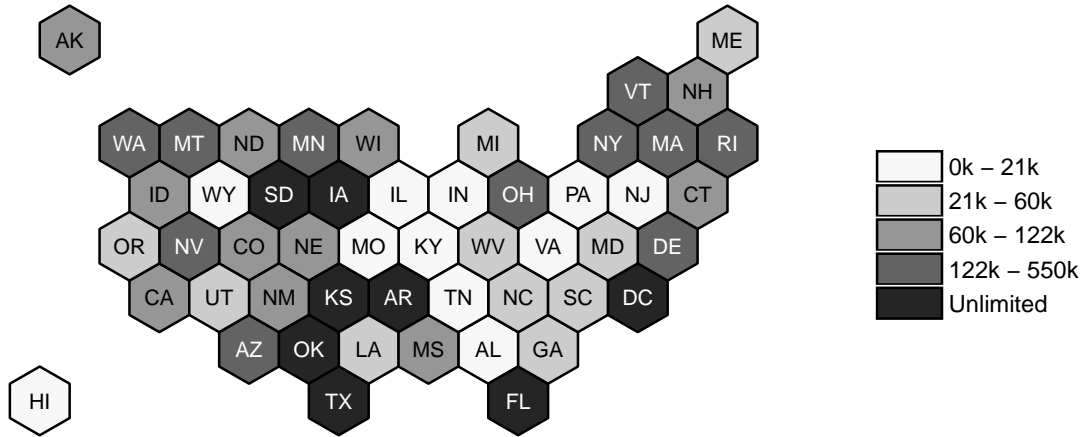 AK ME
VT NH
WA MT ND MN WI MI NY MA RI
ID WY SD IA IL IN OH PA NJ CT
OR NV CO NE MO KY WV VA MD DE
CA UT NM KS AR TN NC SC DC
AZ OK LA MS AL GA
HI TX FL
0k − 21k
21k − 60k
60k − 122k
122k − 550k
Unlimited